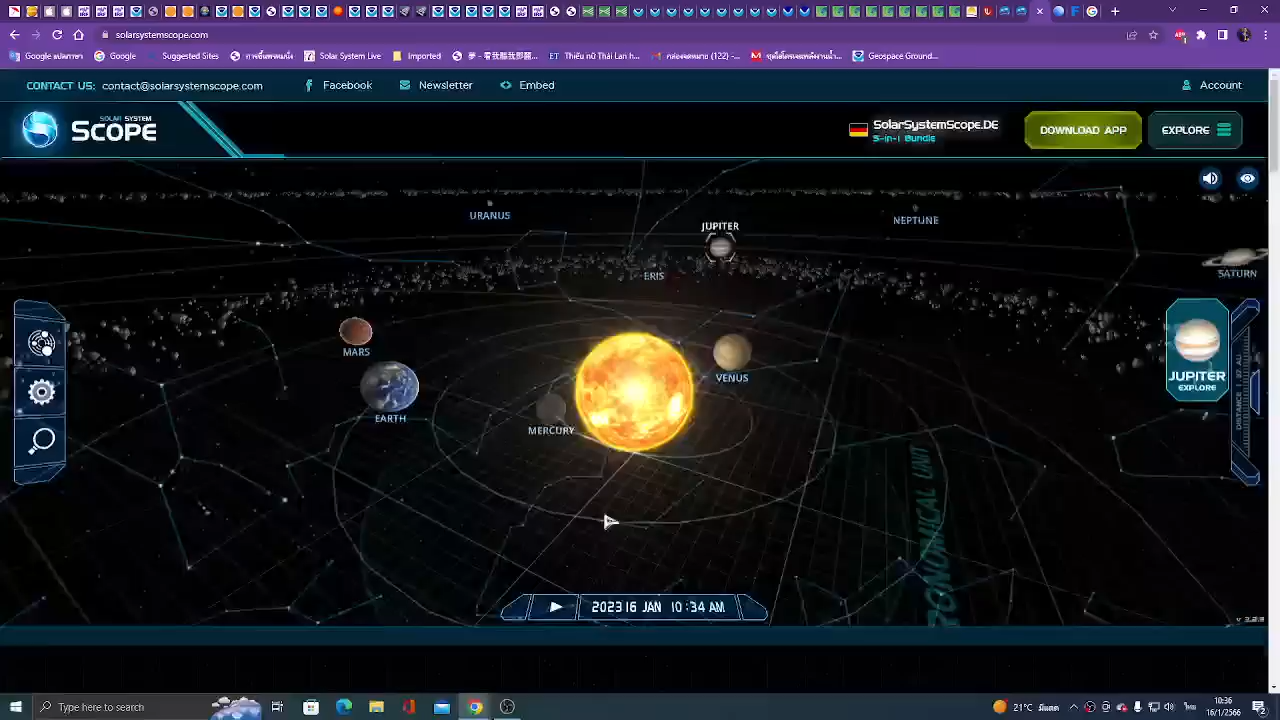 solarsystemscope.com
Google
Suggested Sites
Solar System Live
Imported
Geospace Ground...
CONTACT US: contact@solarsystemscope.com
Facebook
Newsletter
Embed
Account
SOLAR SYSTEM
SCOPE
SolarSystemScope.DE
3-in-1 Bundle
DOWNLOAD APP
EXPLORE
URANUS
JUPITER
NEPTUNE
ERIS
SATURN
MARS
VENUS
EARTH
MERCURY
JUPITER
EXPLORE
2023 16 JAN 10:34 AM
Type here to search
21°C
10:36
16/1/2566